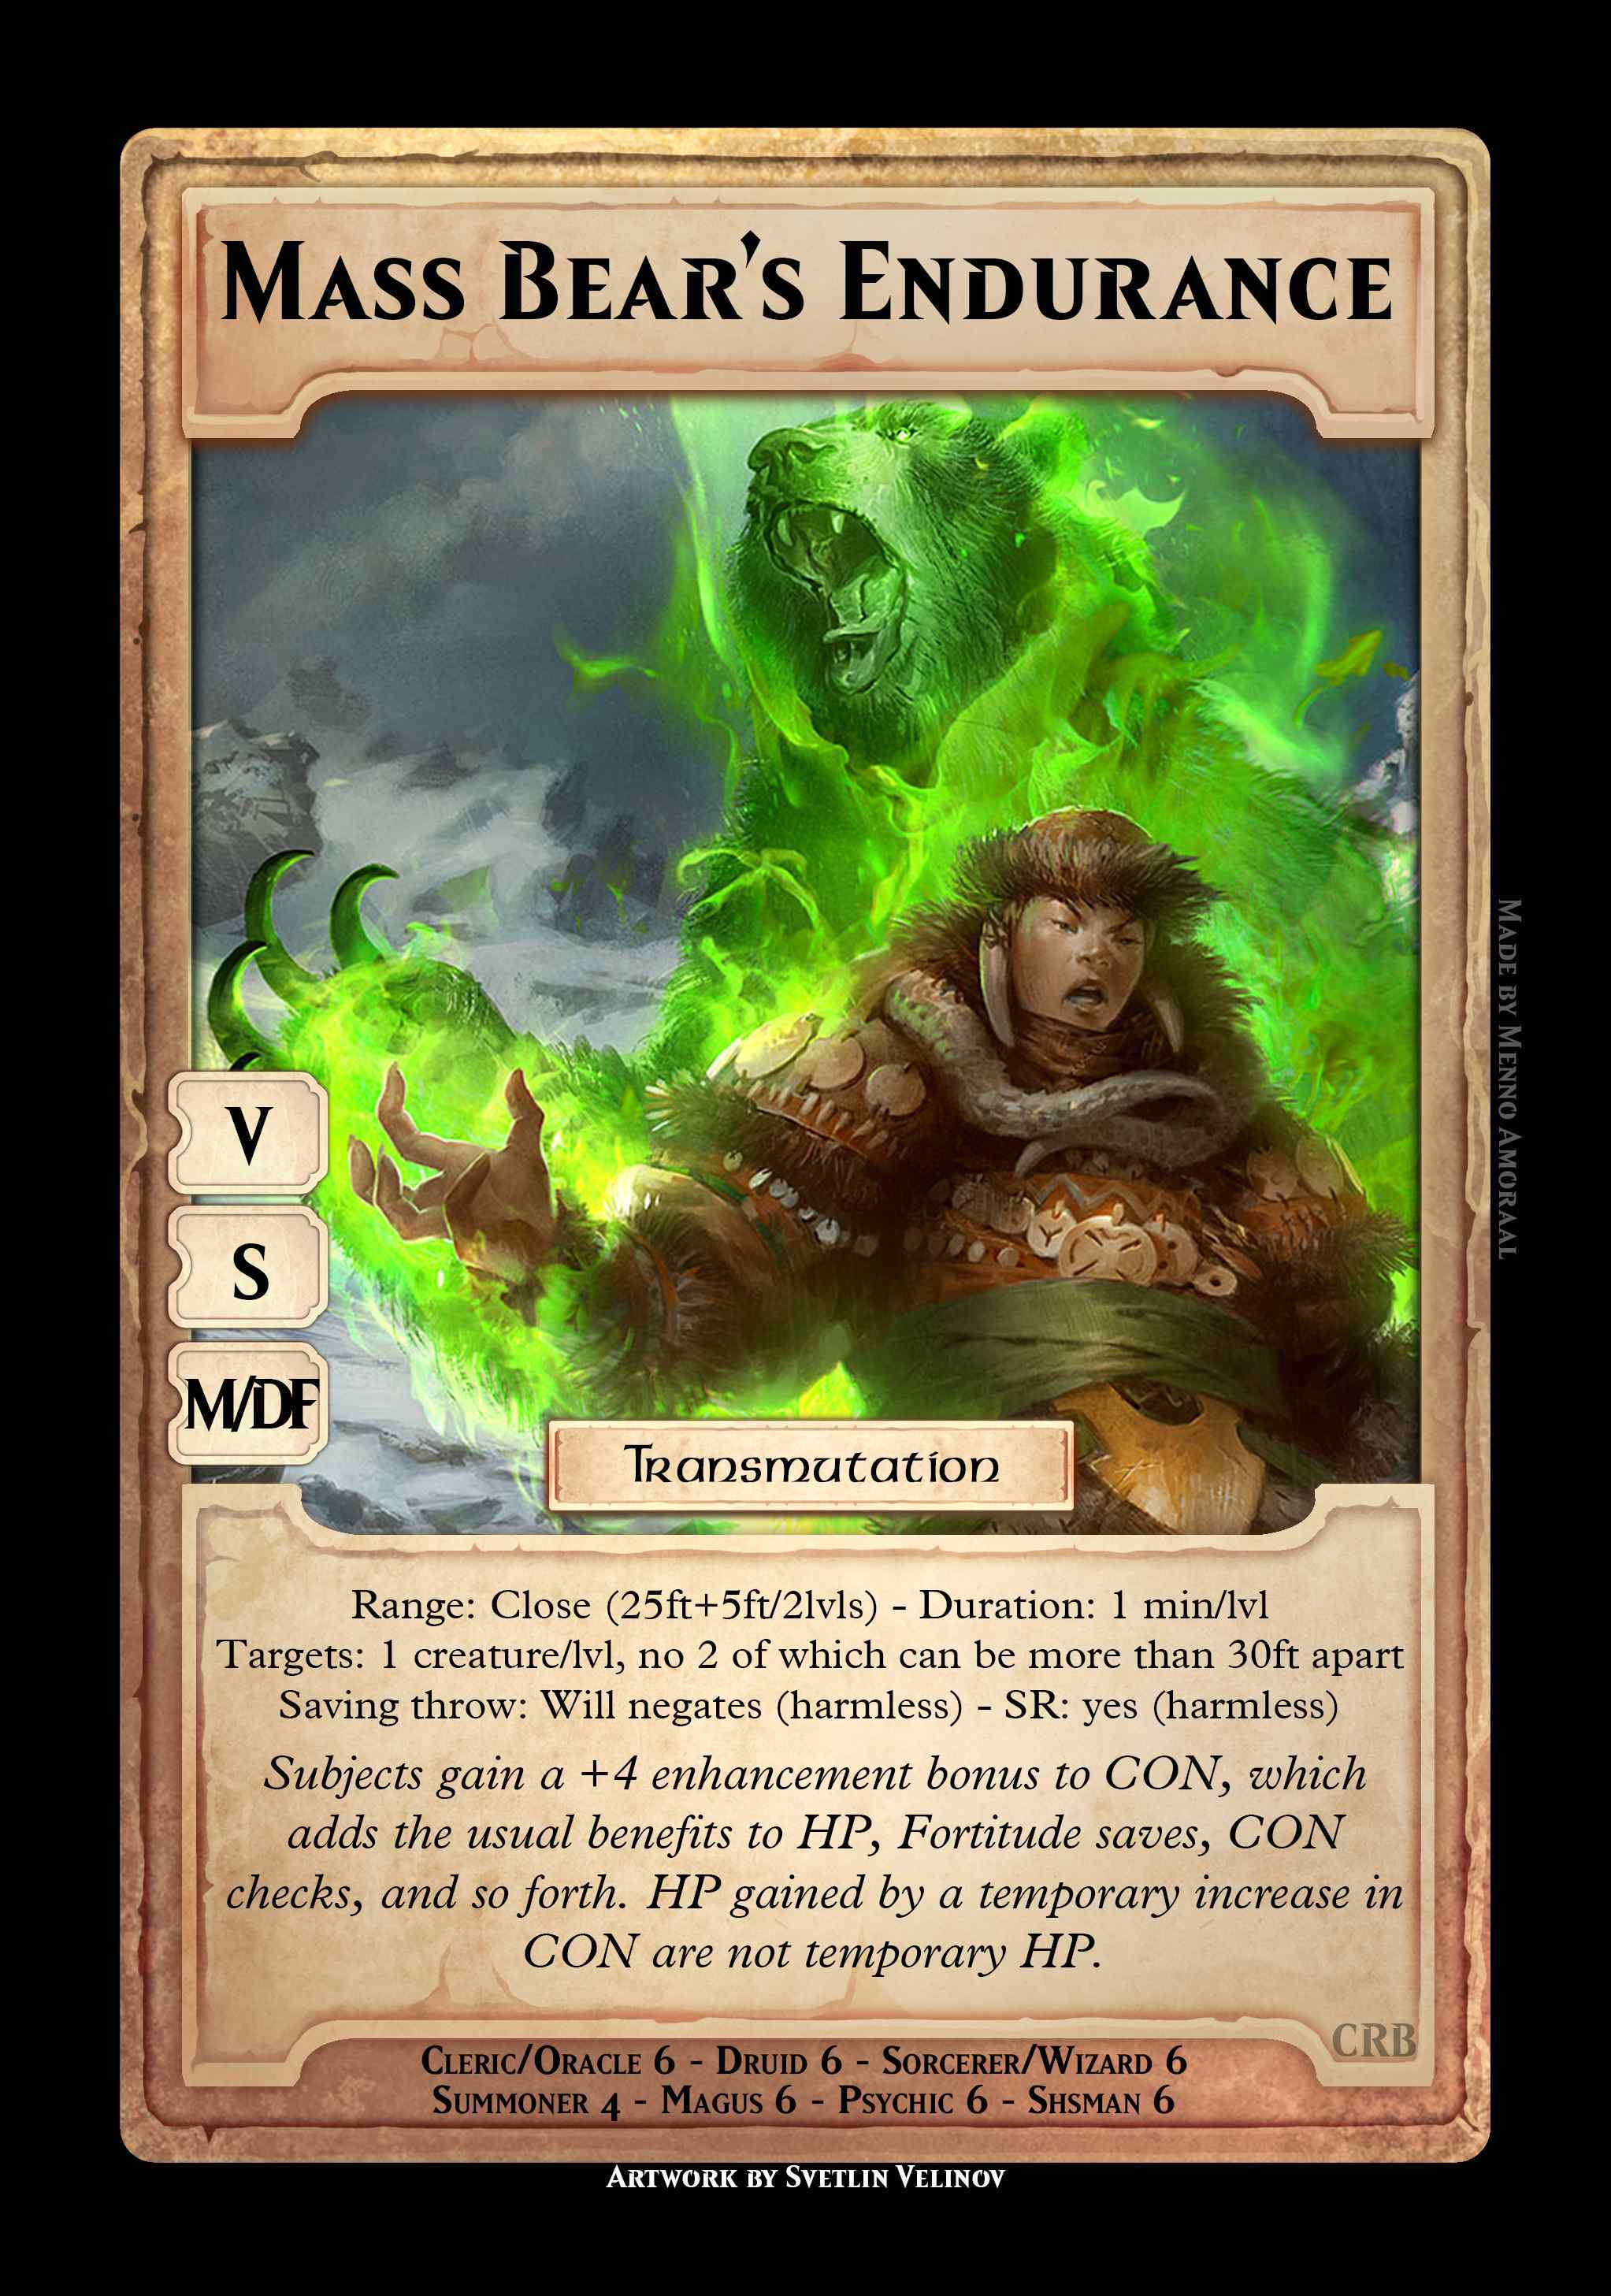 Mass Bear's Endurance
V
S
M/DF
Transmutation
Range: Close (25ft+5ft/2lvls) - Duration: 1 min/lvl
Targets: 1 creature/lvl, no 2 of which can be more than 30ft apart
Saving throw: Will negates (harmless) - SR: yes (harmless)
Subjects gain a +4 enhancement bonus to CON, which
adds the usual benefits to HP, Fortitude saves, CON
checks, and so forth. HP gained by a temporary increase in
CON are not temporary HP.
CRB
Cleric/Oracle 6 - Druid 6 - Sorcerer/Wizard 6
Summoner 4 - Magus 6 - Psychic 6 - Shsman 6
Artwork by Svetlin Velinov
Made by Menno Amoraal